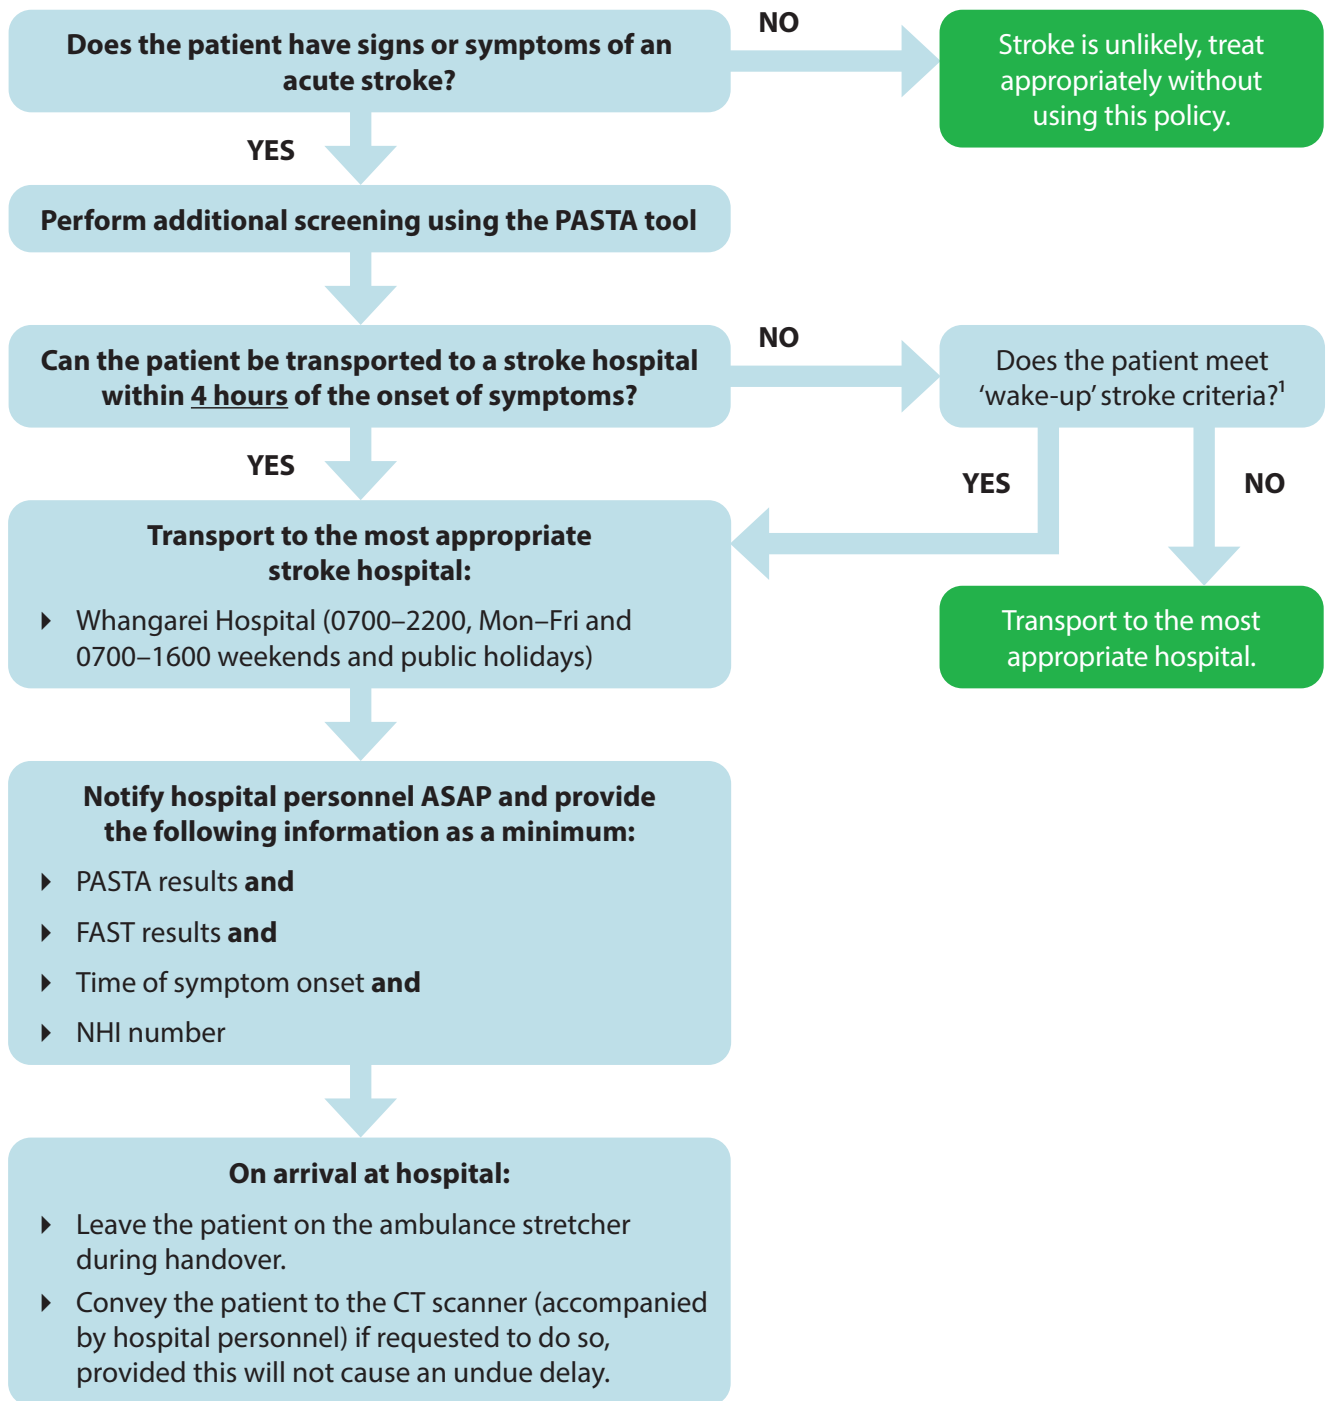 Does the patient have signs or symptoms of an
acute stroke?
NO
Stroke is unlikely, treat
appropriately without
using this policy.
YES
Perform additional screening using the PASTA tool
Can the patient be transported to a stroke hospital
within 4 hours of the onset of symptoms?
NO
Does the patient meet
‘wake-up’ stroke criteria?¹
YES
YES
NO
Transport to the most appropriate
stroke hospital:
‣ Whangarei Hospital (0700–2200, Mon–Fri and
0700–1600 weekends and public holidays)
Transport to the most
appropriate hospital.
Notify hospital personnel ASAP and provide
the following information as a minimum:
‣ PASTA results and
‣ FAST results and
‣ Time of symptom onset and
‣ NHI number
On arrival at hospital:
‣ Leave the patient on the ambulance stretcher
during handover.
‣ Convey the patient to the CT scanner (accompanied
by hospital personnel) if requested to do so,
provided this will not cause an undue delay.